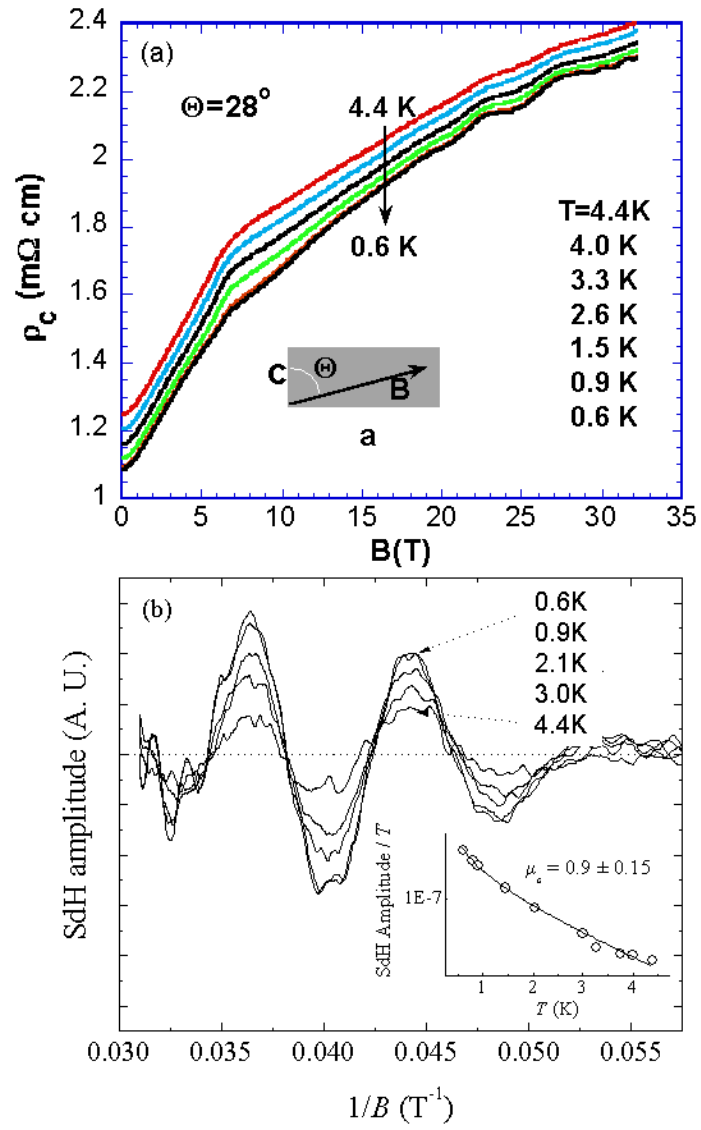 (a)
Θ=28°
4.4 K
0.6 K
T=4.4K
4.0 K
3.3 K
2.6 K
1.5 K
0.9 K
0.6 K
C
Θ
B
a
ρc (mΩ cm)
2.4
2.2
2
1.8
1.6
1.4
1.2
1
0 5 10 15 20 25 30 35
B(T)
(b)
0.6K
0.9K
2.1K
3.0K
4.4K
SdH amplitude (A. U.)
SdH Amplitude / T
1E-7
μc = 0.9 ± 0.15
1 2 3 4
T (K)
0.030 0.035 0.040 0.045 0.050 0.055
1/B (T⁻¹)